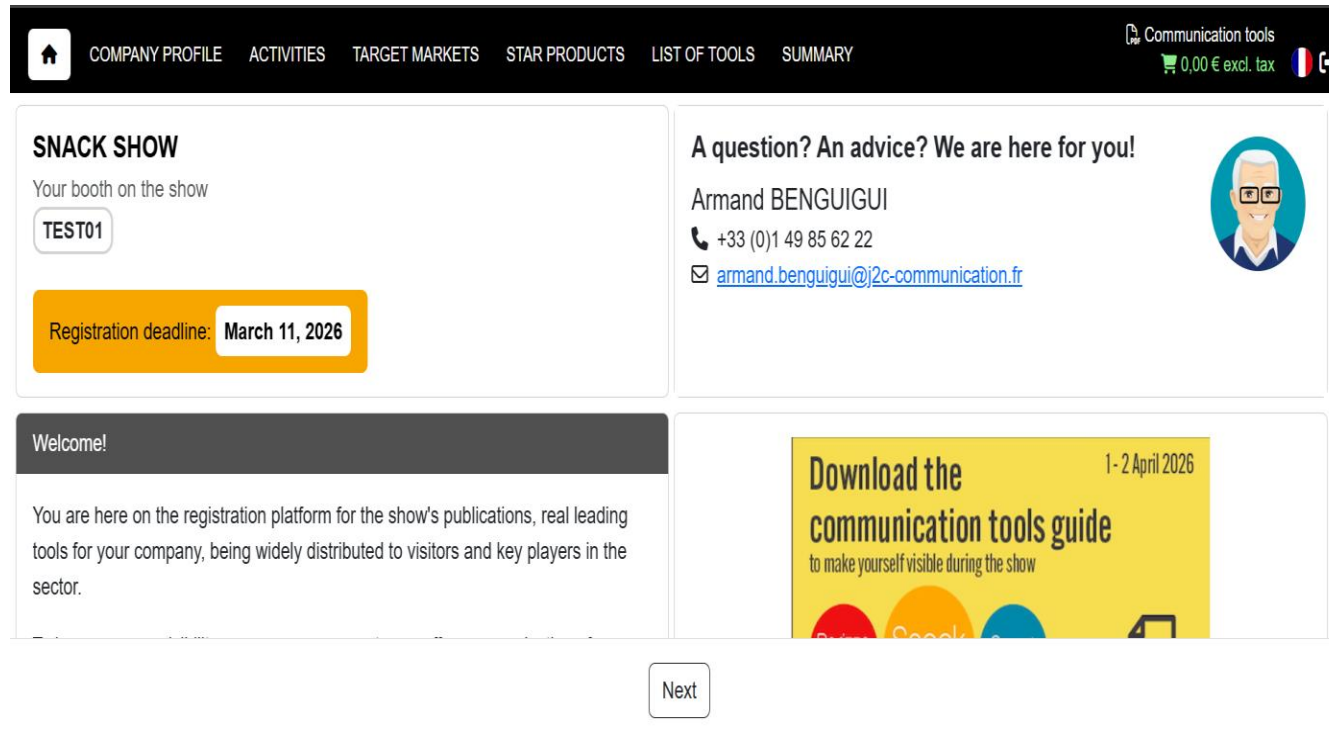 COMPANY PROFILE ACTIVITIES TARGET MARKETS STAR PRODUCTS LIST OF TOOLS SUMMARY
Communication tools
0,00 € excl. tax
SNACK SHOW
Your booth on the show
TEST01
Registration deadline: March 11, 2026
A question? An advice? We are here for you!
Armand BENGUIGUI
+33 (0)1 49 85 62 22
armand.benguigui@j2c-communication.fr
Welcome!
You are here on the registration platform for the show's publications, real leading
tools for your company, being widely distributed to visitors and key players in the
sector.
Download the
communication tools guide
to make yourself visible during the show
1- 2 April 2026
Snack
Next